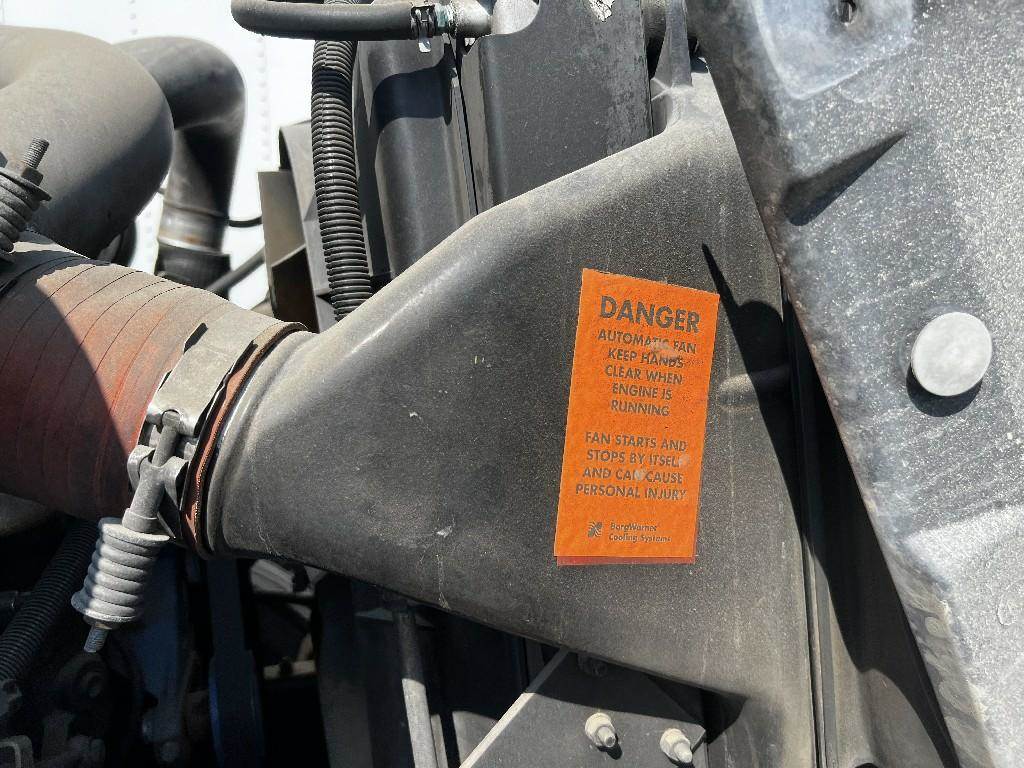 DANGER
AUTOMATIC FAN
KEEP HANDS
CLEAR WHEN
ENGINE IS
RUNNING
FAN STARTS AND
STOPS BY ITSELF
AND CAN CAUSE
PERSONAL INJURY
BorgWarner
Cooling Systems